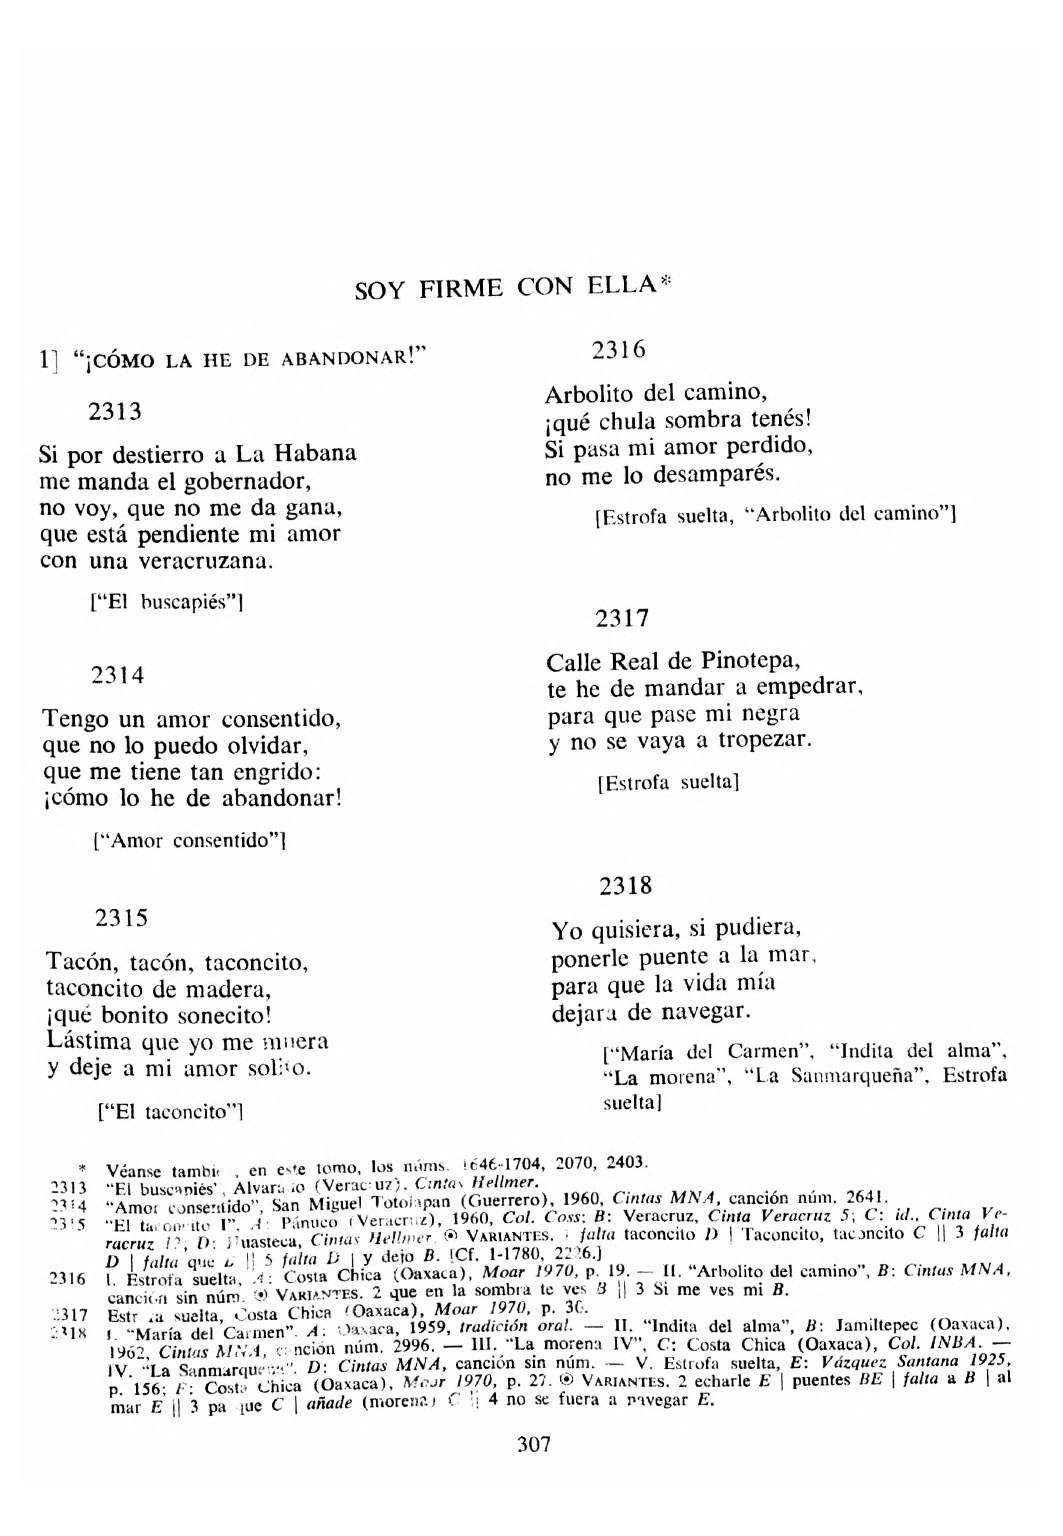 SOY FIRME CON ELLA*
1] “¡CÓMO LA HE DE ABANDONAR!”
2313
Si por destierro a La Habana
me manda el gobernador,
no voy, que no me da gana,
que está pendiente mi amor
con una veracruzana.
[“El buscapiés”]
2314
Tengo un amor consentido,
que no lo puedo olvidar,
que me tiene tan engrido:
¡cómo lo he de abandonar!
[“Amor consentido”]
2315
Tacón, tacón, taconcito,
taconcito de madera,
¡qué bonito sonecito!
Lástima que yo me muera
y deje a mi amor solito.
[“El taconcito”]
2316
Arbolito del camino,
¡qué chula sombra tenés!
Si pasa mi amor perdido,
no me lo desamparés.
[Estrofa suelta, “Arbolito del camino”]
2317
Calle Real de Pinotepa,
te he de mandar a empedrar,
para que pase mi negra
y no se vaya a tropezar.
[Estrofa suelta]
2318
Yo quisiera, si pudiera,
ponerle puente a la mar,
para que la vida mía
dejara de navegar.
[“María del Carmen”, “Indita del alma”,
“La morena”, “La Sanmarqueña”, Estrofa
suelta]
* Véanse también, en este tomo, los núms. 1646-1704, 2070, 2403.
2313 “El buscapiés”, Alvarado (Veracruz), Cintas Hellmer.
2314 “Amor consentido”, San Miguel Totolapan (Guerrero), 1960, Cintas MNA, canción núm. 2641.
2315 “El taconcito I”, A: Pánuco (Veracruz), 1960, Col. Coss; B: Veracruz, Cinta Veracruz 5; C: id., Cinta Ve-
racruz D: Huasteca, Cintas Hellmer. ⊙ VARIANTES. falta taconcito D | Taconcito, taconcito C || 3 falta
D | falta que || 5 falta D | y dejo B. [Cf. 1-1780, 2226.]
2316 I. Estrofa suelta, A: Costa Chica (Oaxaca), Moar 1970, p. 19. — II. “Arbolito del camino”, B: Cintas MNA,
canción sin núm. ⊙ VARIANTES. 2 que en la sombra te ves B || 3 Si me ves mi B.
2317 Estrofa suelta, Costa Chica (Oaxaca), Moar 1970, p. 30.
2318 I. “María del Carmen”. A: Oaxaca, 1959, tradición oral. — II. “Indita del alma”, B: Jamiltepec (Oaxaca),
1962, Cintas MNA, canción núm. 2996. — III. “La morena IV”, C: Costa Chica (Oaxaca), Col. INBA. —
IV. “La Sanmarqueña”. D: Cintas MNA, canción sin núm. — V. Estrofa suelta, E: Vázquez Santana 1925,
p. 156; F: Costa Chica (Oaxaca), Moar 1970, p. 27. ⊙ VARIANTES. 2 echarle E | puentes BE | falta a B | al
mar E || 3 pa que C | añade (morena) C || 4 no se fuera a navegar E.
307